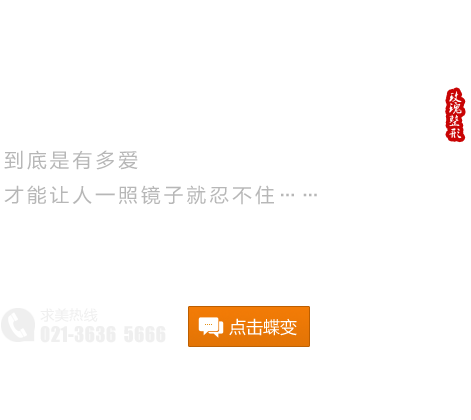 玫瑰整形
到底是有多爱
才能让人一照镜子就忍不住⋯ ⋯
求美热线
021-3636 5666
点击蝶变